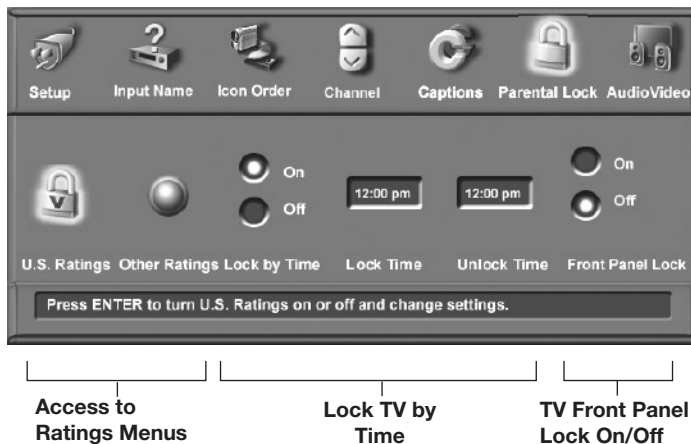 Setup Input Name Icon Order Channel Captions Parental Lock AudioVideo
On On
12:00 pm 12:00 pm
V Off Off
U.S. Ratings Other Ratings Lock by Time Lock Time Unlock Time Front Panel Lock
Press ENTER to turn U.S. Ratings on or off and change settings.
Access to Lock TV by TV Front Panel
Ratings Menus Time Lock On/Off